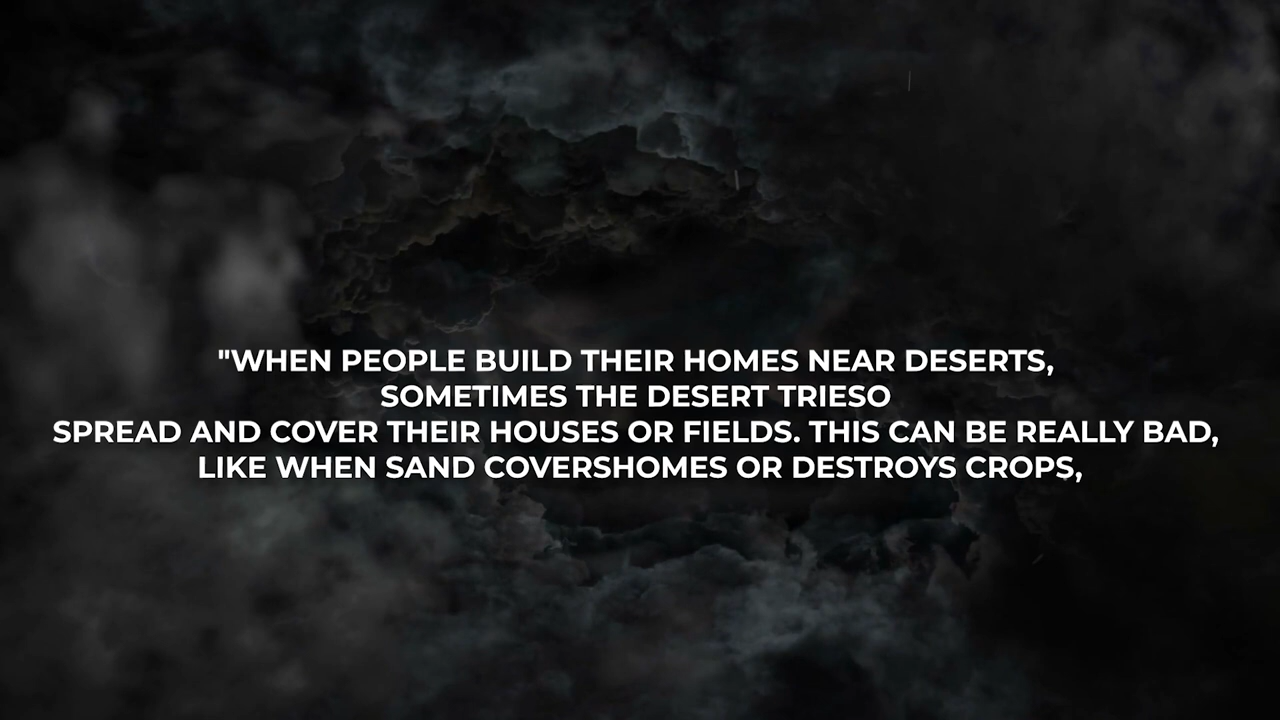 "WHEN PEOPLE BUILD THEIR HOMES NEAR DESERTS,
SOMETIMES THE DESERT TRIESO
SPREAD AND COVER THEIR HOUSES OR FIELDS. THIS CAN BE REALLY BAD,
LIKE WHEN SAND COVERSHOMES OR DESTROYS CROPS,